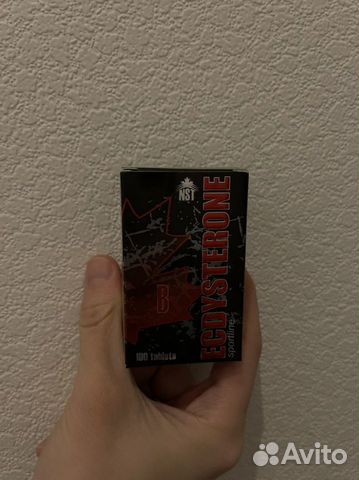 NST
ECDYSTERONE
sportline
B
100 tablets
Avito